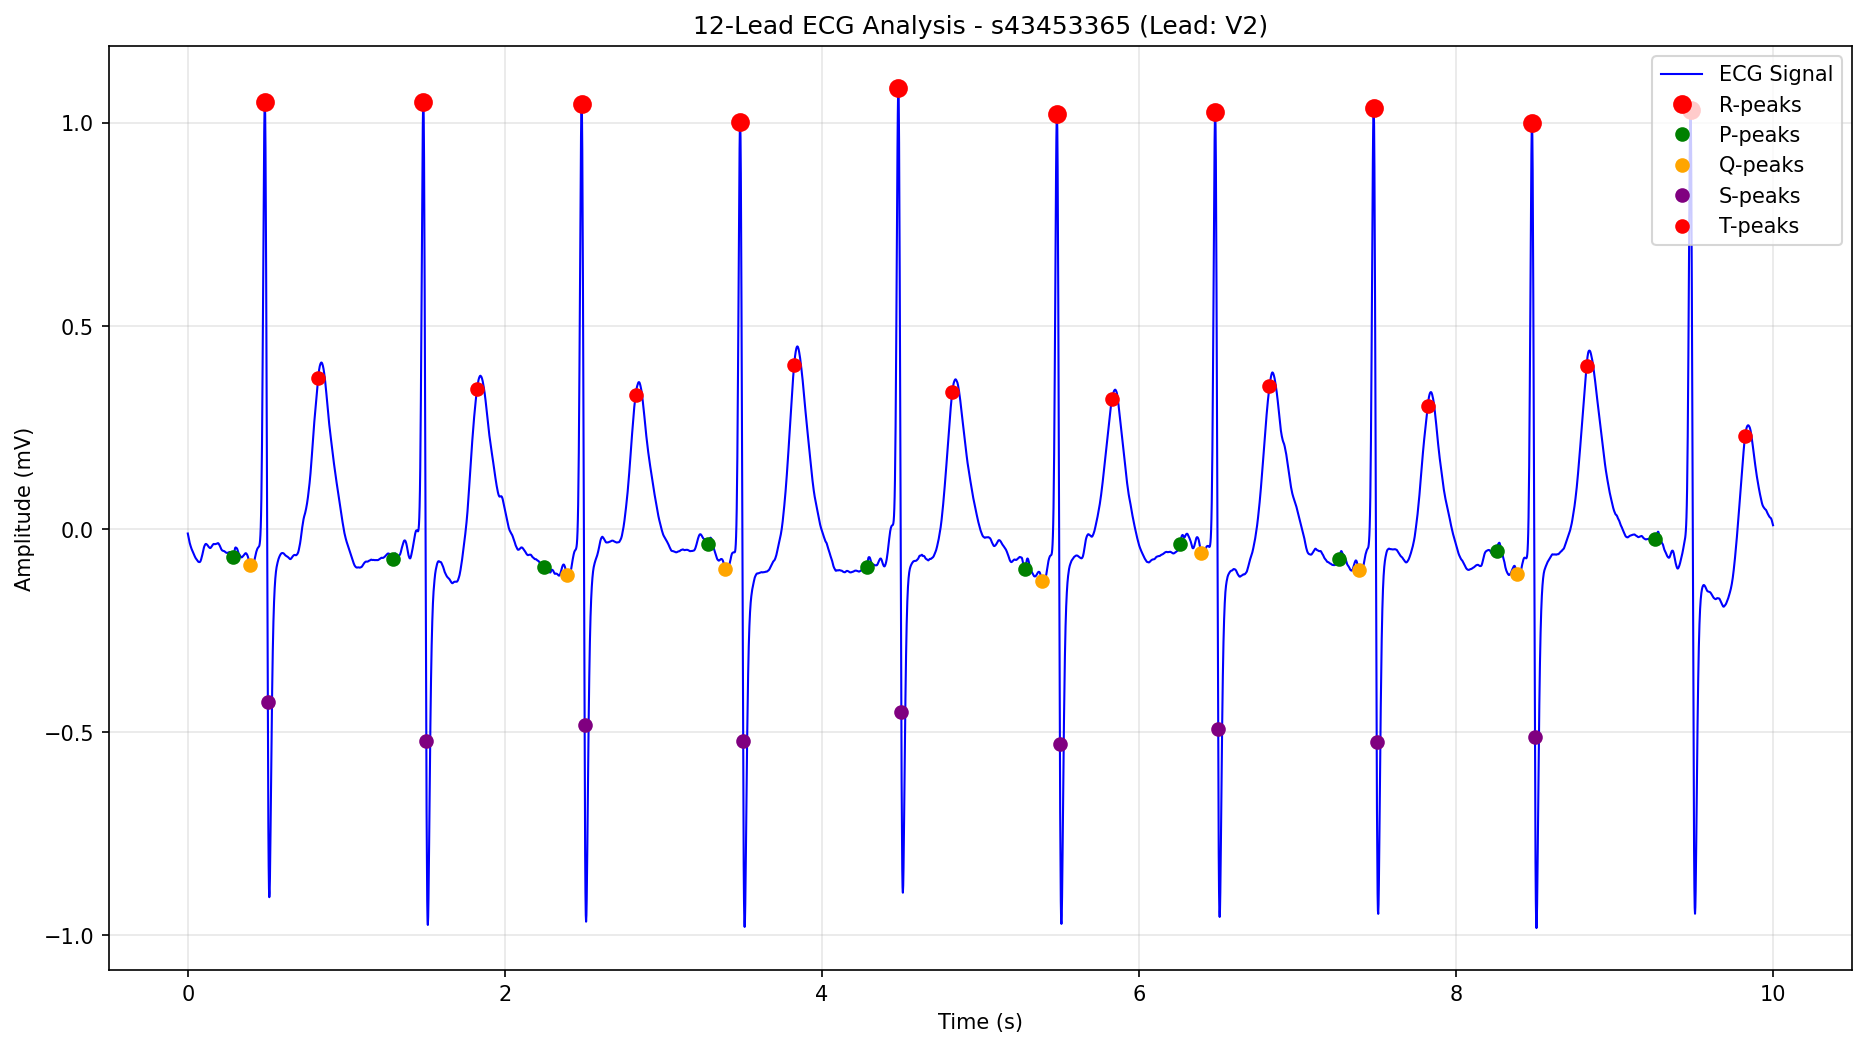 12-Lead ECG Analysis - s43453365 (Lead: V2)
ECG Signal
R-peaks
P-peaks
Q-peaks
S-peaks
T-peaks
1.0
0.5
0.0
−0.5
−1.0
Amplitude (mV)
0 2 4 6 8 10
Time (s)